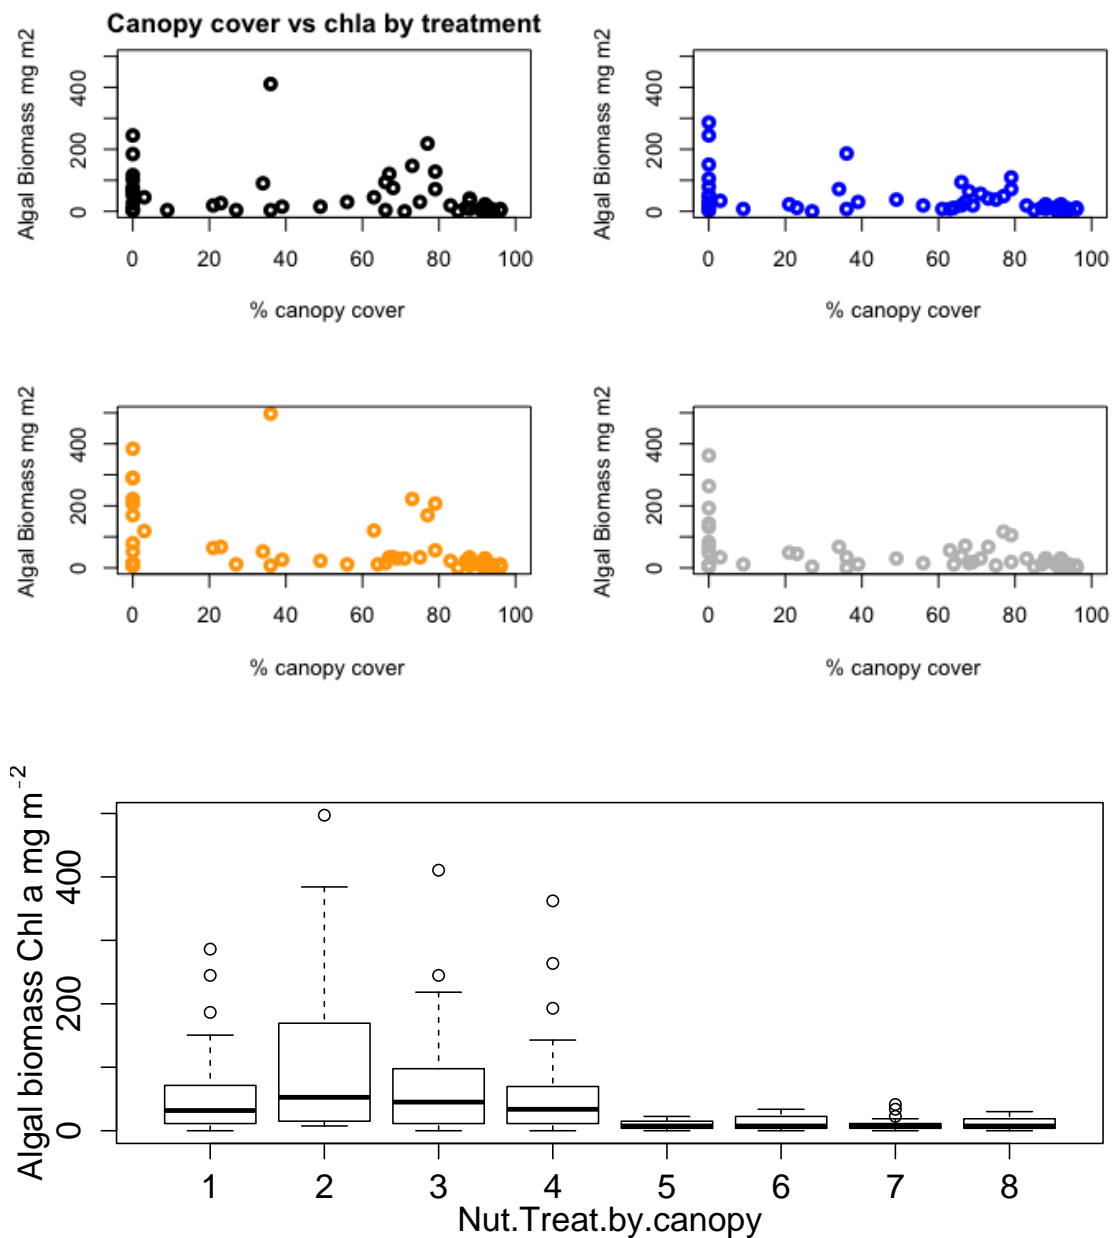 Canopy cover vs chla by treatment
Algal Biomass mg m2
400
200
0
0 20 40 60 80 100
% canopy cover
Algal Biomass mg m2
400
200
0
0 20 40 60 80 100
% canopy cover
Algal Biomass mg m2
400
200
0
0 20 40 60 80 100
% canopy cover
Algal Biomass mg m2
400
200
0
0 20 40 60 80 100
% canopy cover
Algal biomass Chl a mg m⁻²
400
200
0
1 2 3 4 5 6 7 8
Nut.Treat.by.canopy